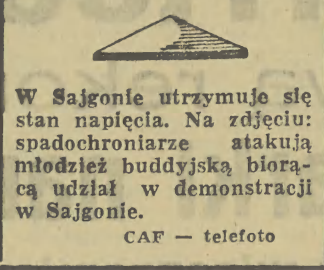 W Sajgonie utrzymuje się
stan napięcia. Na zdjęciu:
spadochroniarze atakują
młodzież buddyjską biorą-
cą udział w demonstracji
w Sajgonie.
CAF — telefoto